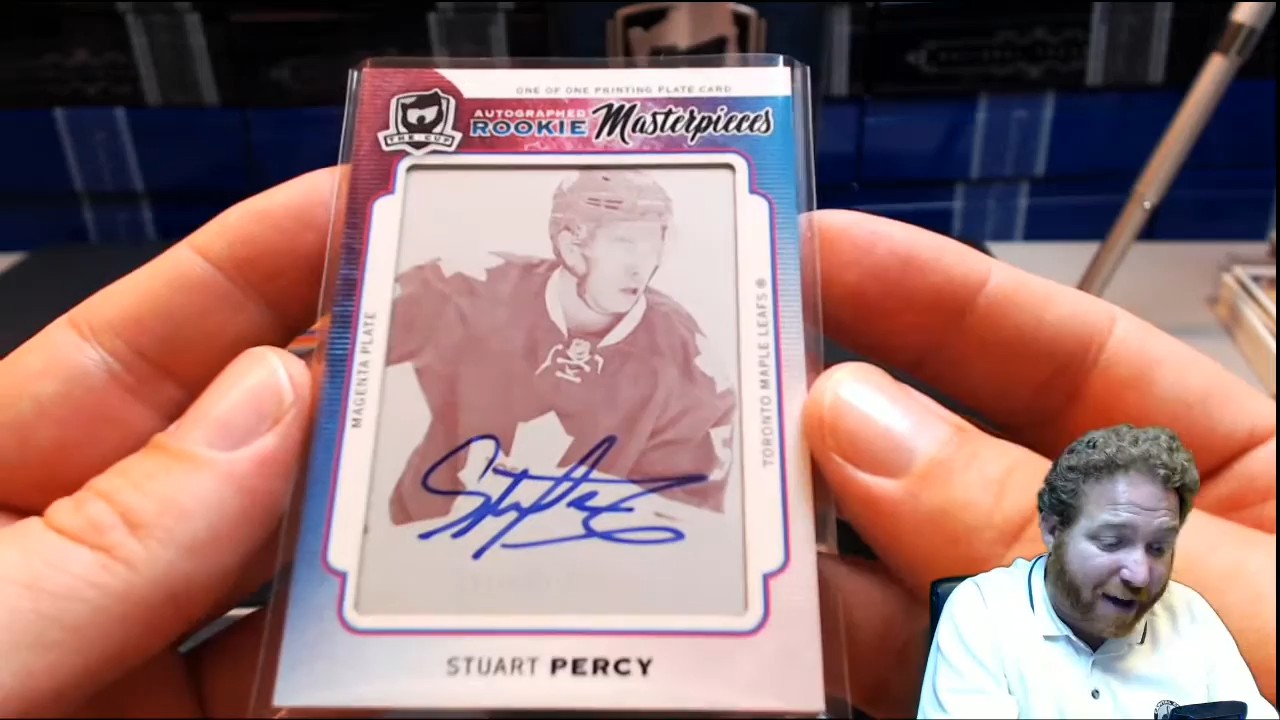 ONE OF ONE PRINTING PLATE CARD
THE CUP
AUTOGRAPHED
ROOKIE Masterpieces
MAGENTA PLATE
TORONTO MAPLE LEAFS®
STUART PERCY